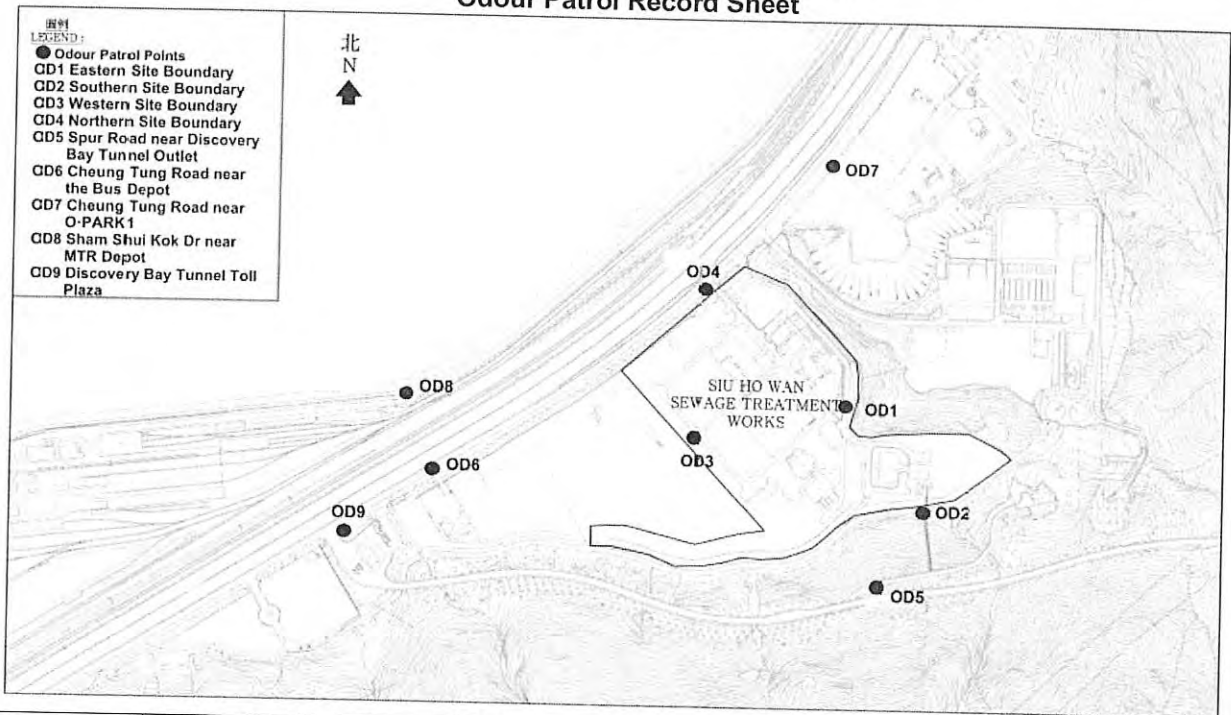 Odour Patrol Record Sheet
圖例
LEGEND :
Odour Patrol Points
OD1 Eastern Site Boundary
OD2 Southern Site Boundary
OD3 Western Site Boundary
OD4 Northern Site Boundary
OD5 Spur Road near Discovery
Bay Tunnel Outlet
OD6 Cheung Tung Road near
the Bus Depot
OD7 Cheung Tung Road near
O-PARK1
OD8 Sham Shui Kok Dr near
MTR Depot
OD9 Discovery Bay Tunnel Toll
Plaza
北
N
OD7
OD4
OD8
SIU HO WAN
SEWAGE TREATMENT
WORKS
OD1
OD3
OD6
OD9
OD2
OD5